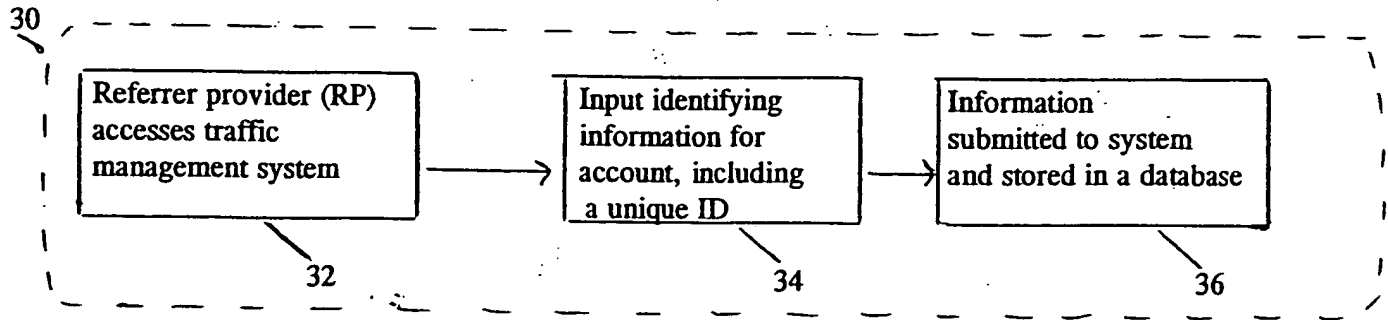 30
Referrer provider (RP)
accesses traffic
management system
Input identifying
information for
account, including
a unique ID
Information
submitted to system
and stored in a database
32
34
36